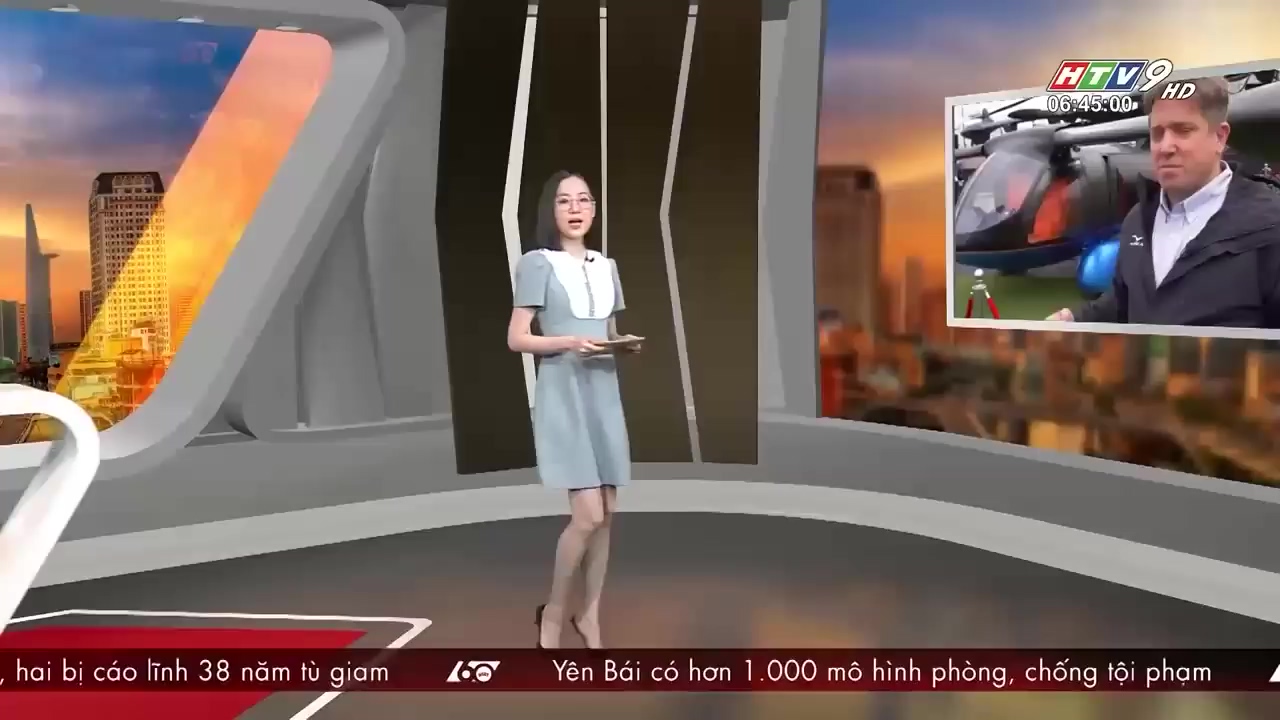 HTV9 HD
06:45:00
, hai bị cáo lĩnh 38 năm tù giam 60 Yên Bái có hơn 1.000 mô hình phòng, chống tội phạm